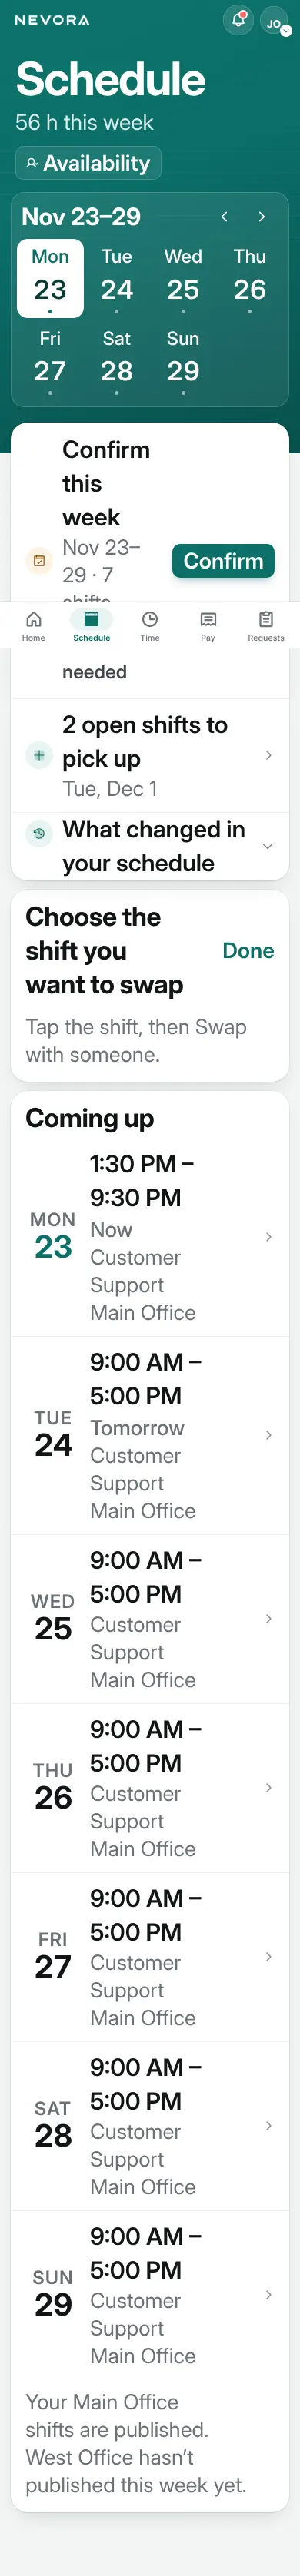 NEVORA
JO
Schedule
56 h this week
Availability
Nov 23–29
Mon Tue Wed Thu
23 24 25 26
Fri Sat Sun
27 28 29
Confirm
this
week
Nov 23–
29 · 7
Confirm
Home Schedule Time Pay Requests
needed
2 open shifts to
pick up
Tue, Dec 1
What changed in
your schedule
Choose the
shift you
want to swap
Done
Tap the shift, then Swap
with someone.
Coming up
MON
23
1:30 PM –
9:30 PM
Now
Customer
Support
Main Office
TUE
24
9:00 AM –
5:00 PM
Tomorrow
Customer
Support
Main Office
WED
25
9:00 AM –
5:00 PM
Customer
Support
Main Office
THU
26
9:00 AM –
5:00 PM
Customer
Support
Main Office
FRI
27
9:00 AM –
5:00 PM
Customer
Support
Main Office
SAT
28
9:00 AM –
5:00 PM
Customer
Support
Main Office
SUN
29
9:00 AM –
5:00 PM
Customer
Support
Main Office
Your Main Office
shifts are published.
West Office hasn’t
published this week yet.